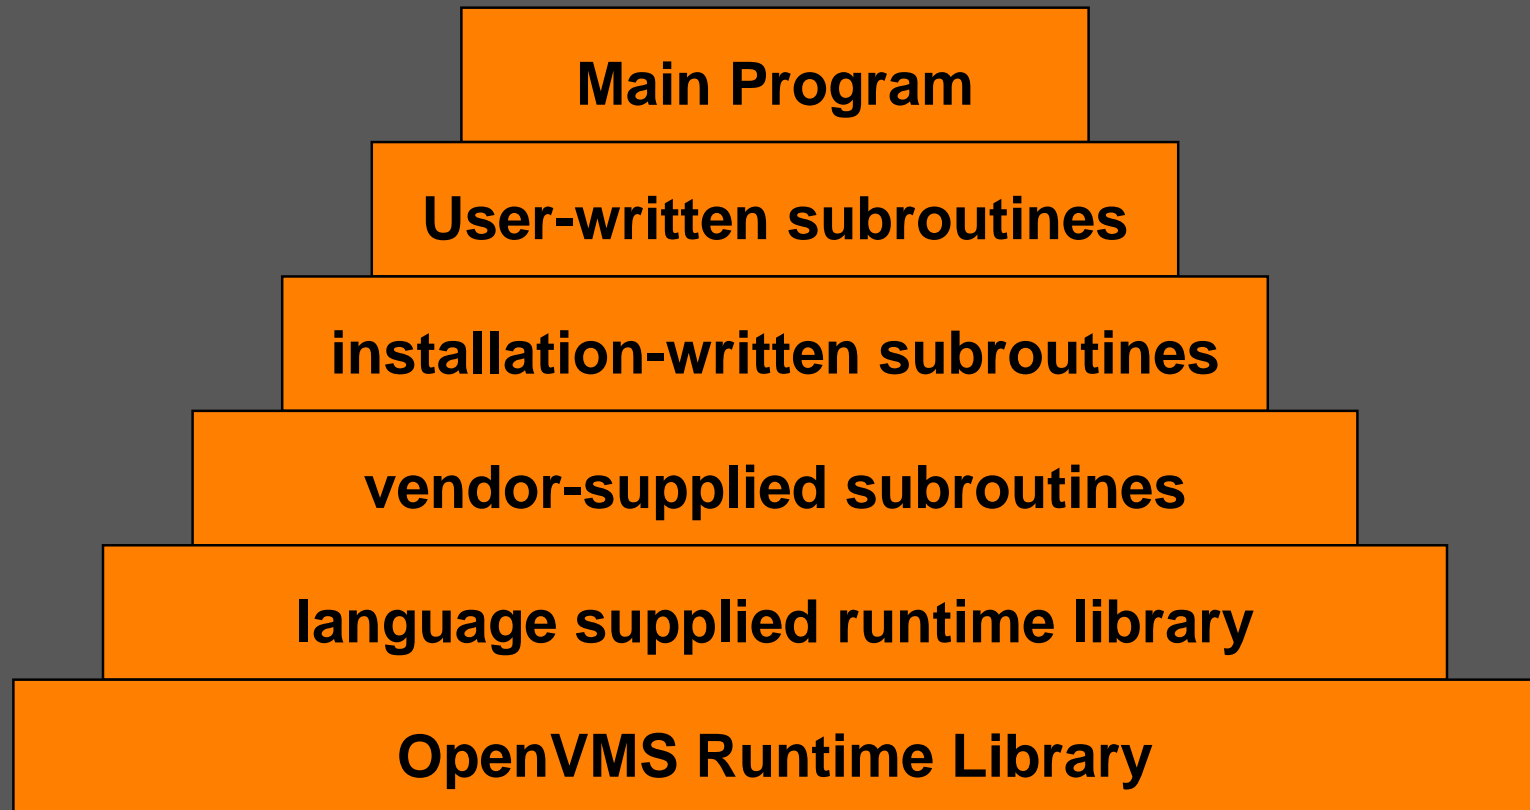 Main Program
User-written subroutines
installation-written subroutines
vendor-supplied subroutines
language supplied runtime library
OpenVMS Runtime Library